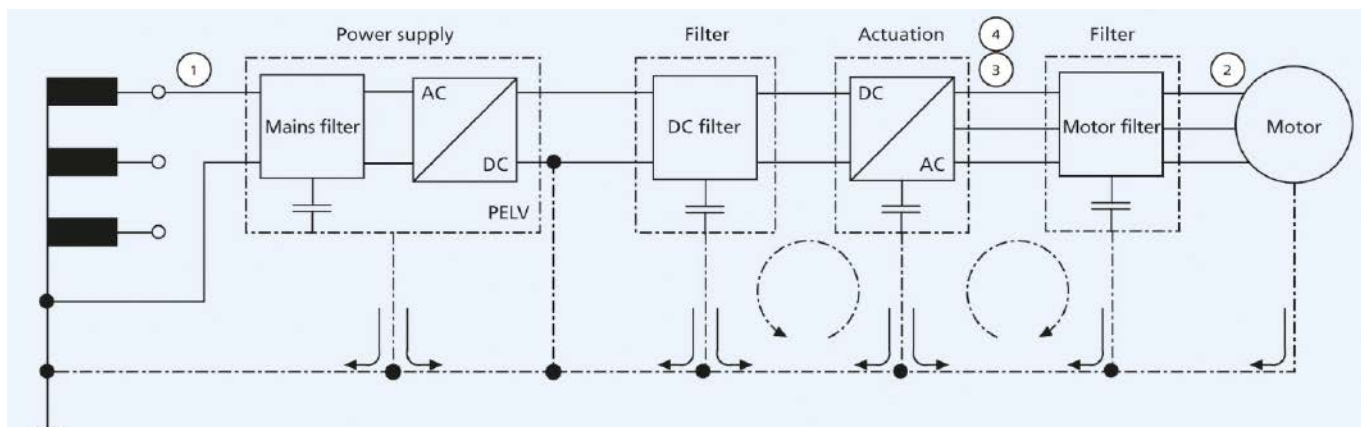 Power supply
Filter
Actuation
4
Filter
1
3
2
AC
DC
Mains filter
DC filter
Motor filter
Motor
DC
AC
PELV